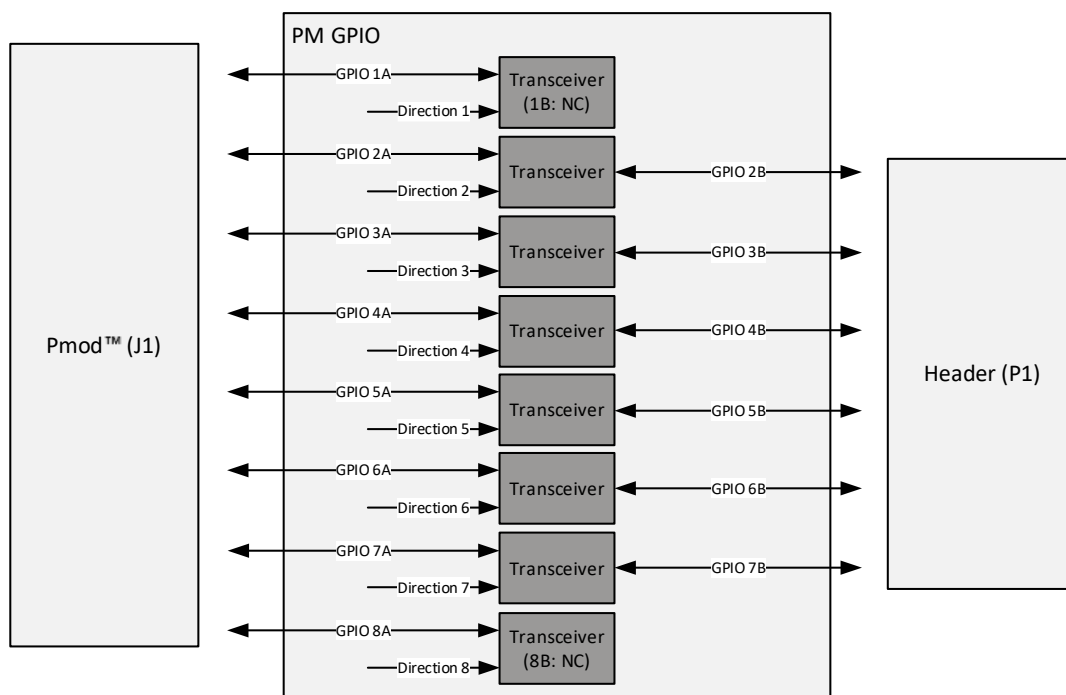 PM GPIO
GPIO 1A
Transceiver
(1B: NC)
Direction 1
GPIO 2A
Transceiver
GPIO 2B
Direction 2
GPIO 3A
Transceiver
GPIO 3B
Direction 3
GPIO 4A
Transceiver
GPIO 4B
Direction 4
Pmod™ (J1)
Header (P1)
GPIO 5A
Transceiver
GPIO 5B
Direction 5
GPIO 6A
Transceiver
GPIO 6B
Direction 6
GPIO 7A
Transceiver
GPIO 7B
Direction 7
GPIO 8A
Transceiver
(8B: NC)
Direction 8